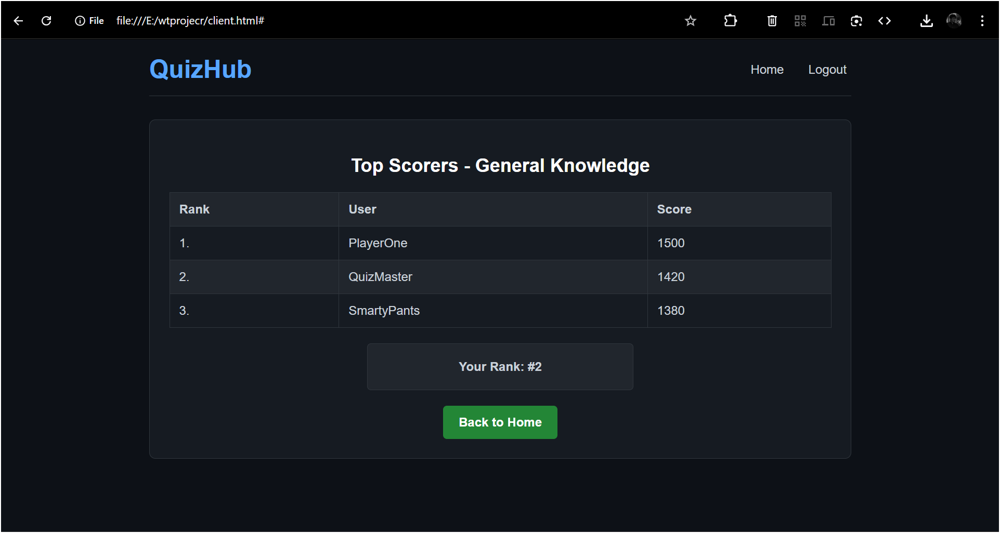 File file:///E:/wtprojecr/client.html#
QuizHub Home Logout
Top Scorers - General Knowledge
Rank User Score
1. PlayerOne 1500
2. QuizMaster 1420
3. SmartyPants 1380
Your Rank: #2
Back to Home